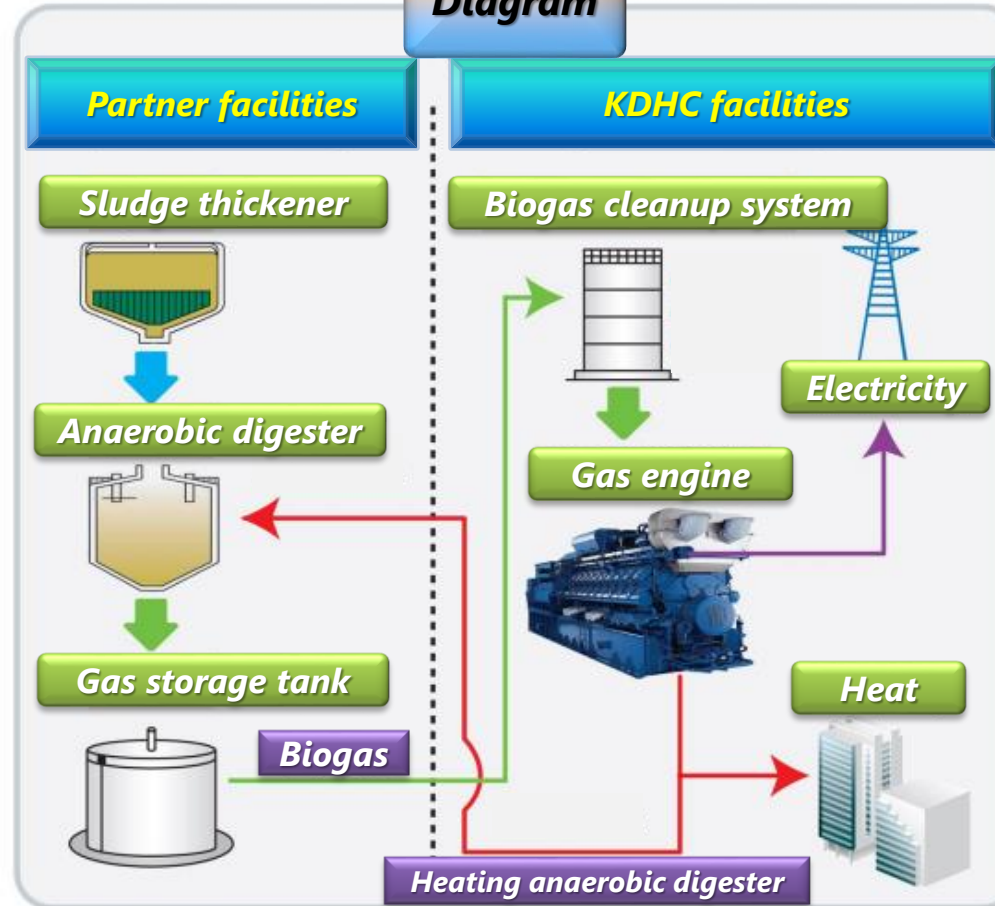 Diagram
Partner facilities
KDHC facilities
Sludge thickener
Biogas cleanup system
Anaerobic digester
Electricity
Gas engine
Gas storage tank
Heat
Biogas
Heating anaerobic digester